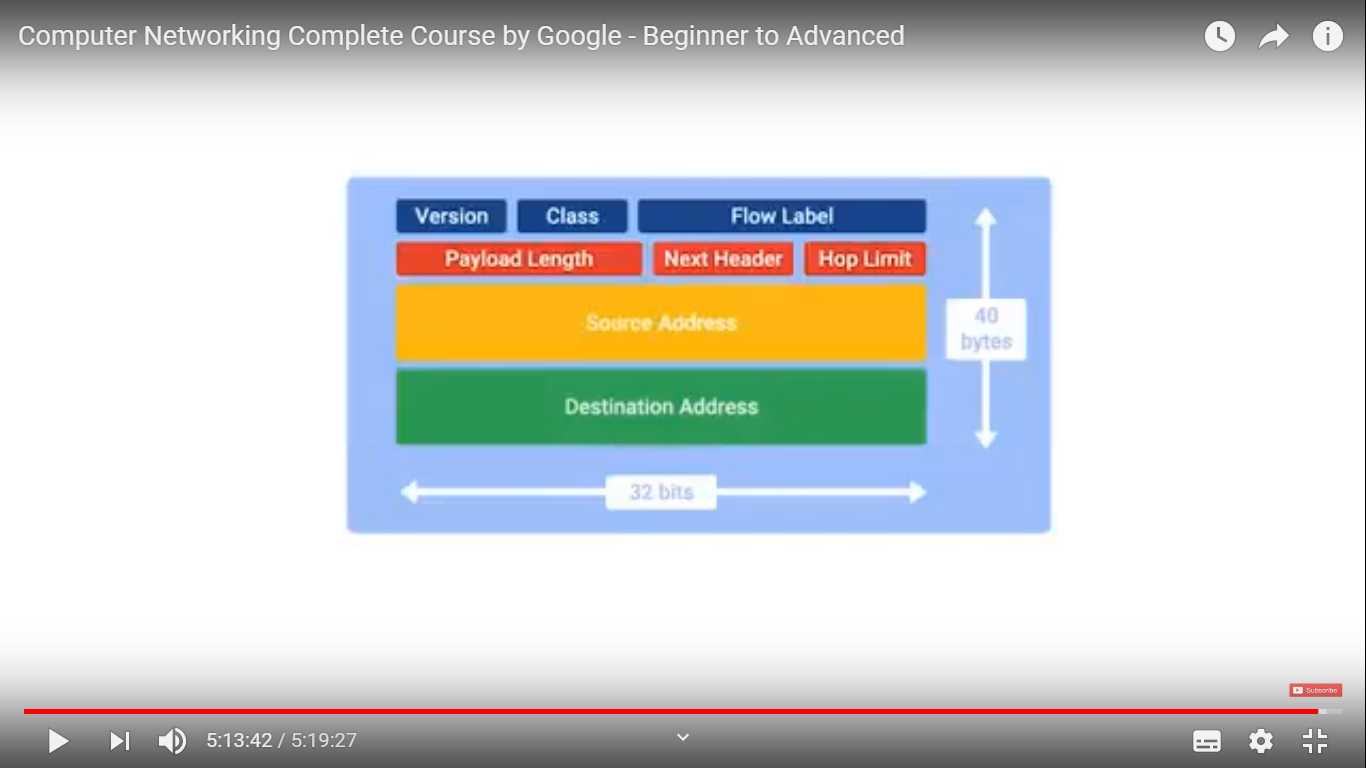 Computer Networking Complete Course by Google - Beginner to Advanced
Version Class Flow Label
Payload Length Next Header Hop Limit
Source Address
40
bytes
Destination Address
32 bits
Subscribe
5:13:42 / 5:19:27